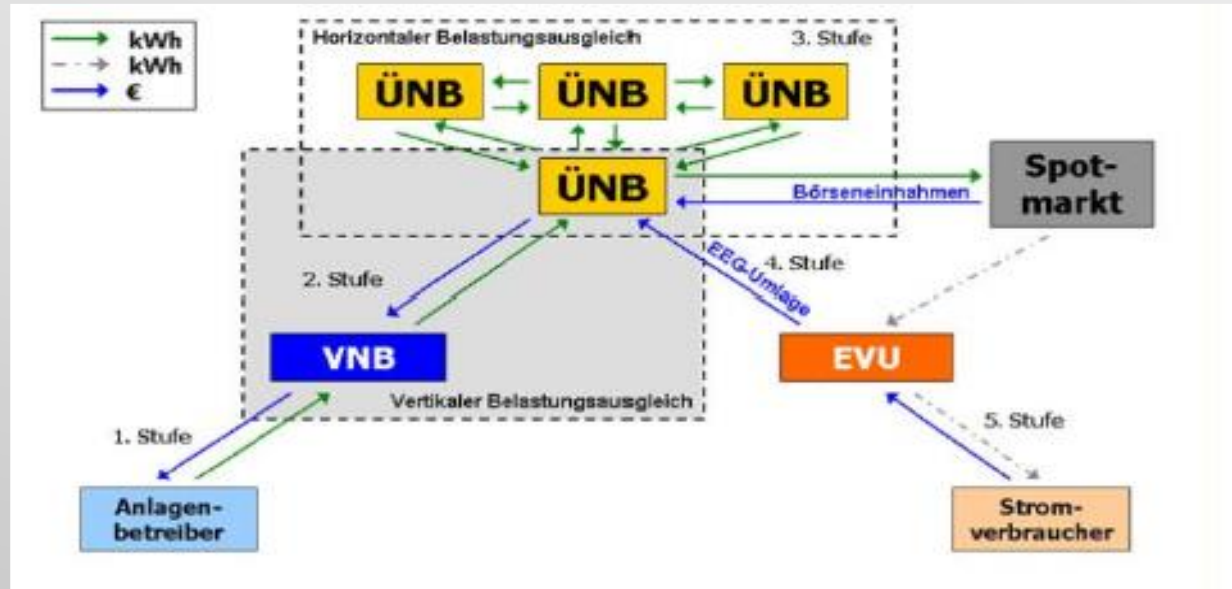 kWh
kWh
€
Horizontaler Belastungsausgleich
3. Stufe
ÜNB
ÜNB
ÜNB
ÜNB
Spot-
markt
Börseneinhahmen
EEG-Umlage
4. Stufe
2. Stufe
VNB
EVU
Vertikaler Belastungsausgleich
1. Stufe
5. Stufe
Anlagen-
betreiber
Strom-
verbraucher